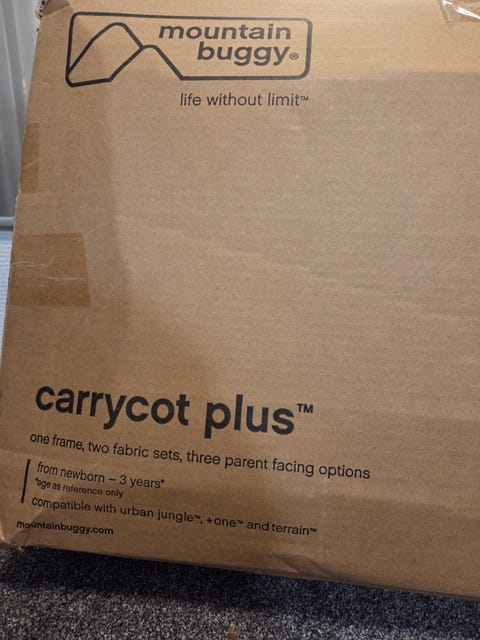 mountain
buggy®
life without limit™
carrycot plus™
one frame, two fabric sets, three parent facing options
from newborn – 3 years*
*age as reference only
compatible with urban jungle™, +one™ and terrain™
mountainbuggy.com